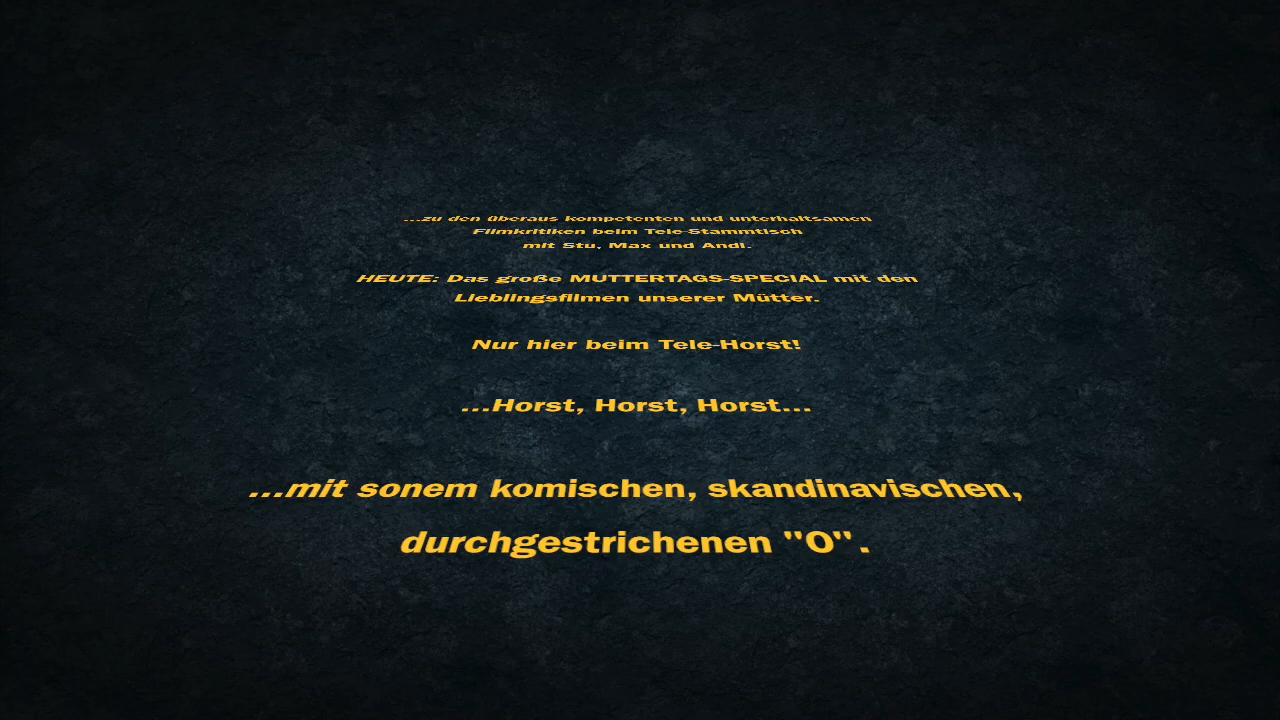 ...zu den überaus kompetenten und unterhaltsamen
Filmkritiken beim Tele-Stammtisch
mit Stu, Max und Andi.
HEUTE: Das große MUTTERTAGS-SPECIAL mit den
Lieblingsfilmen unserer Mütter.
Nur hier beim Tele-Horst!
...Horst, Horst, Horst...
...mit sonem komischen, skandinavischen,
durchgestrichenen "O".